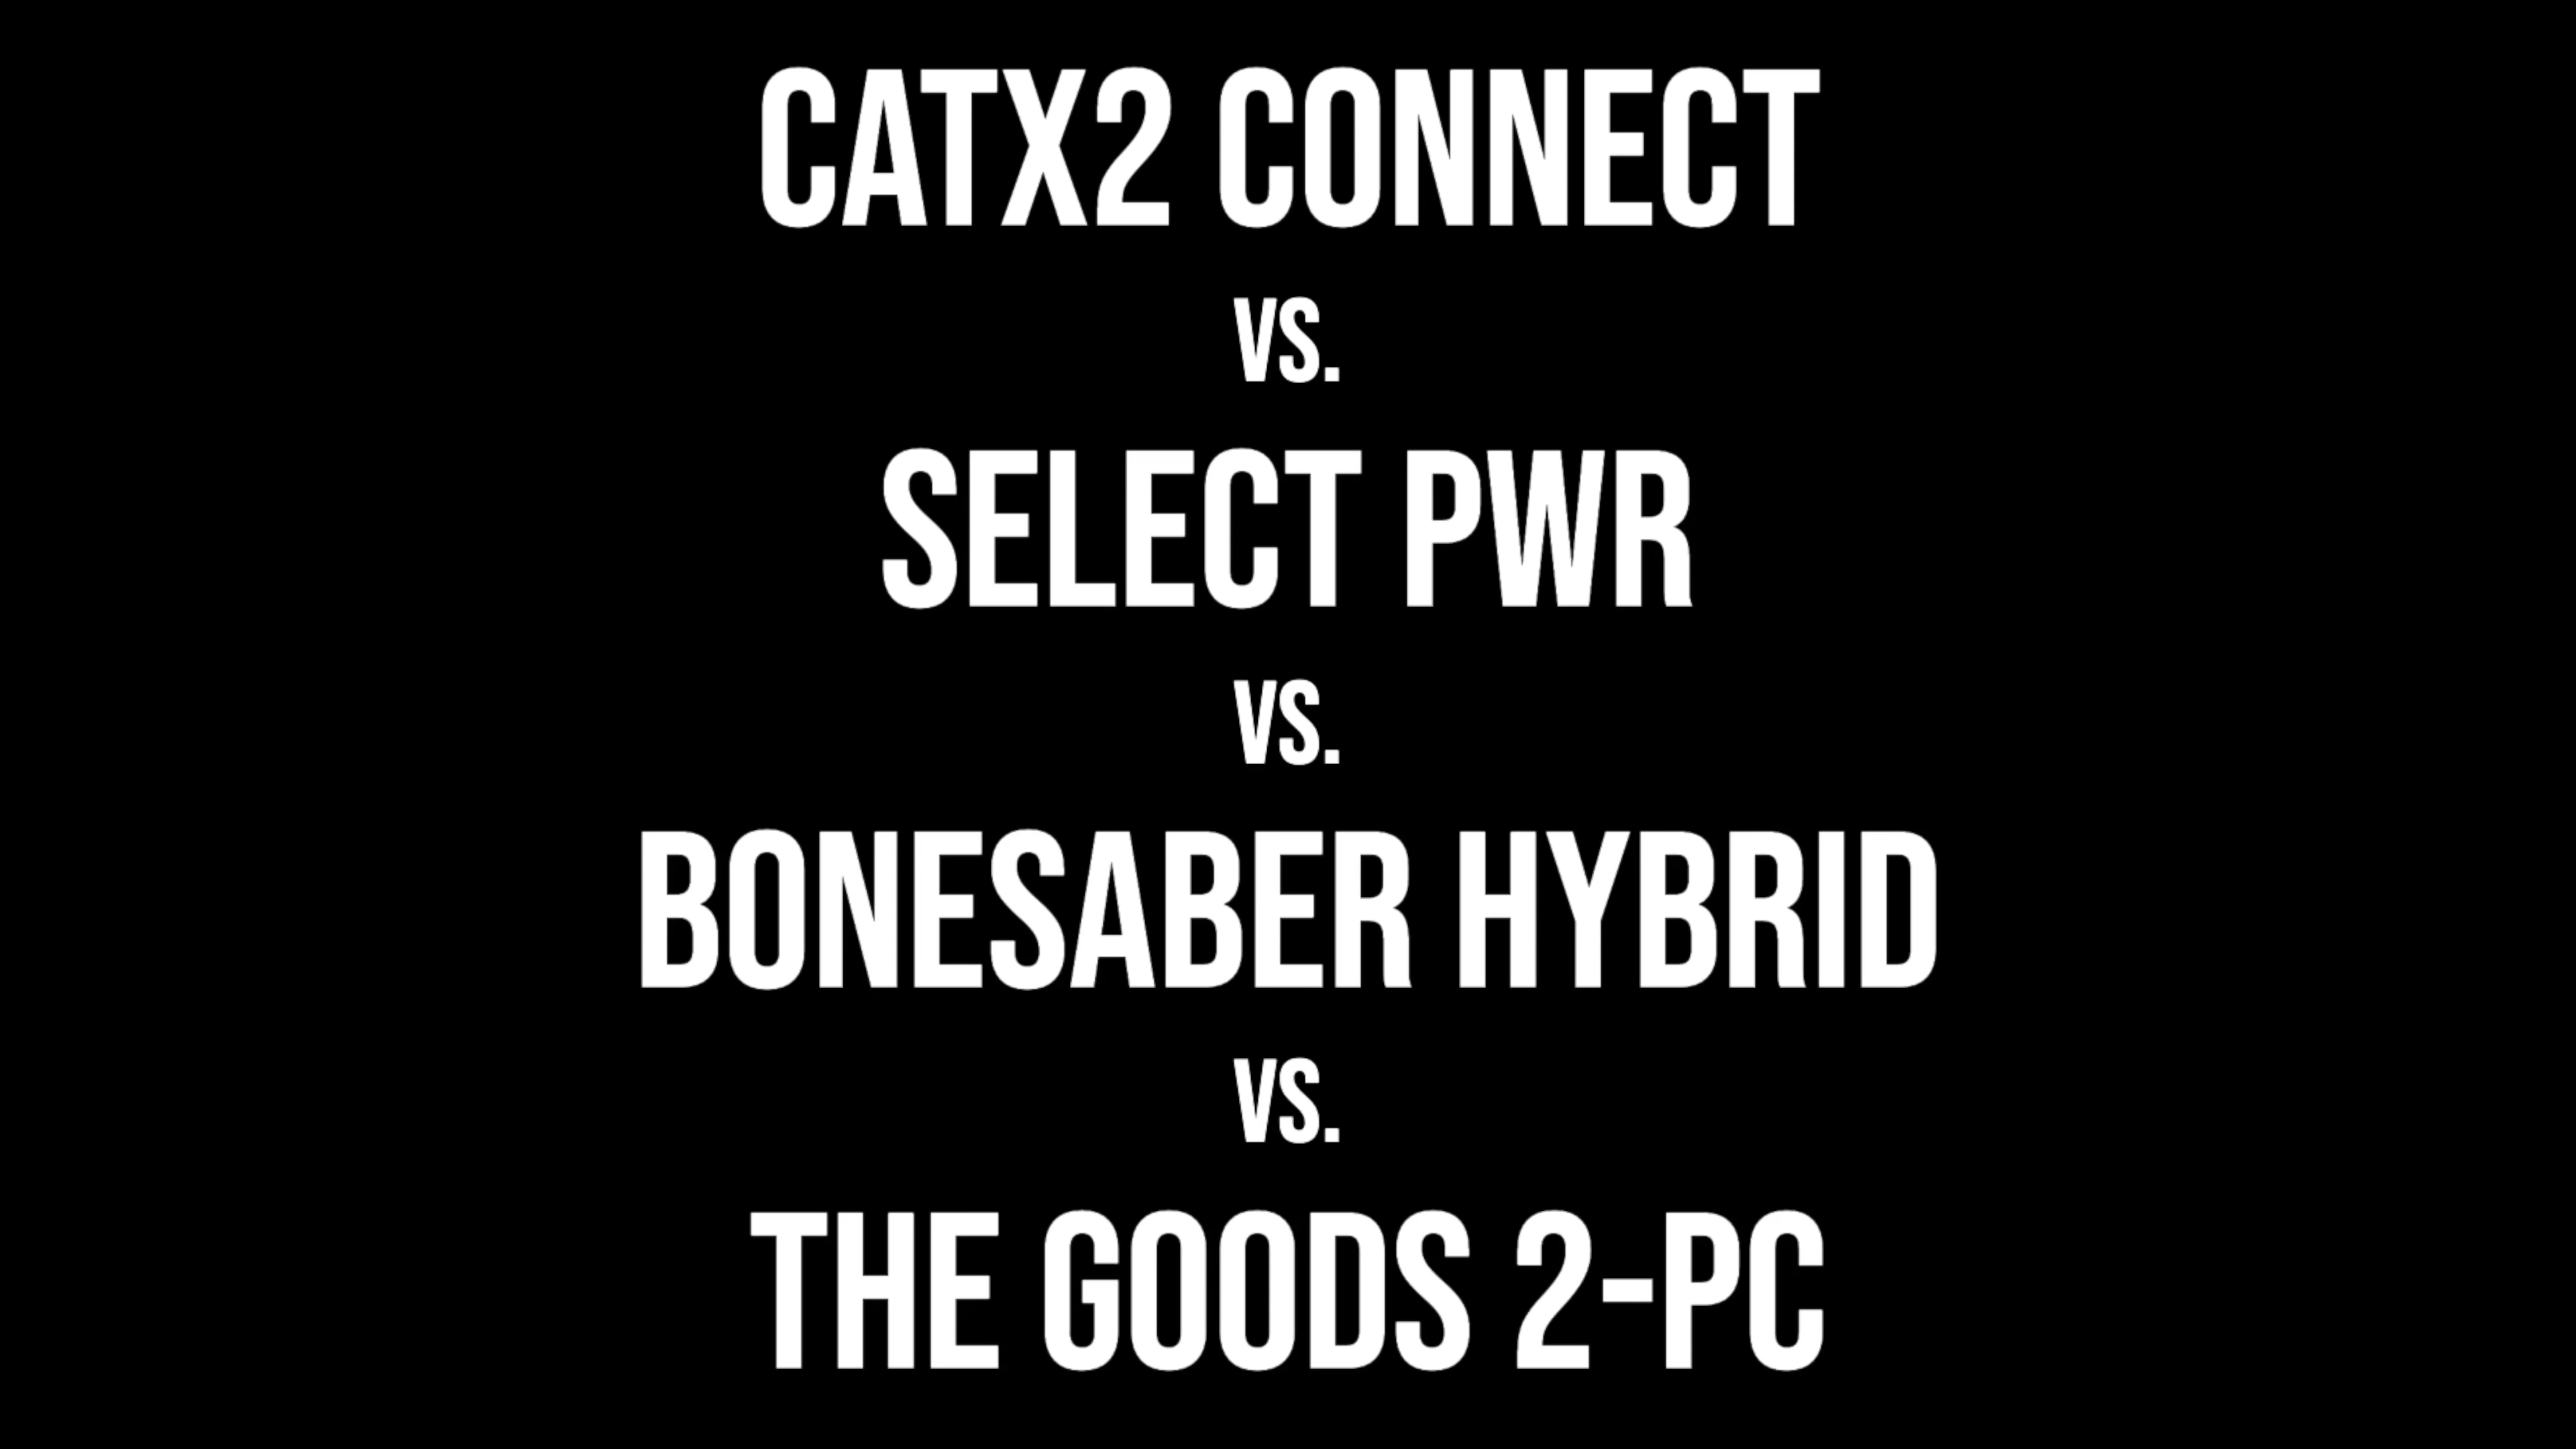 CATX2 CONNECT
VS.
SELECT PWR
VS.
BONESABER HYBRID
VS.
THE GOODS 2-PC